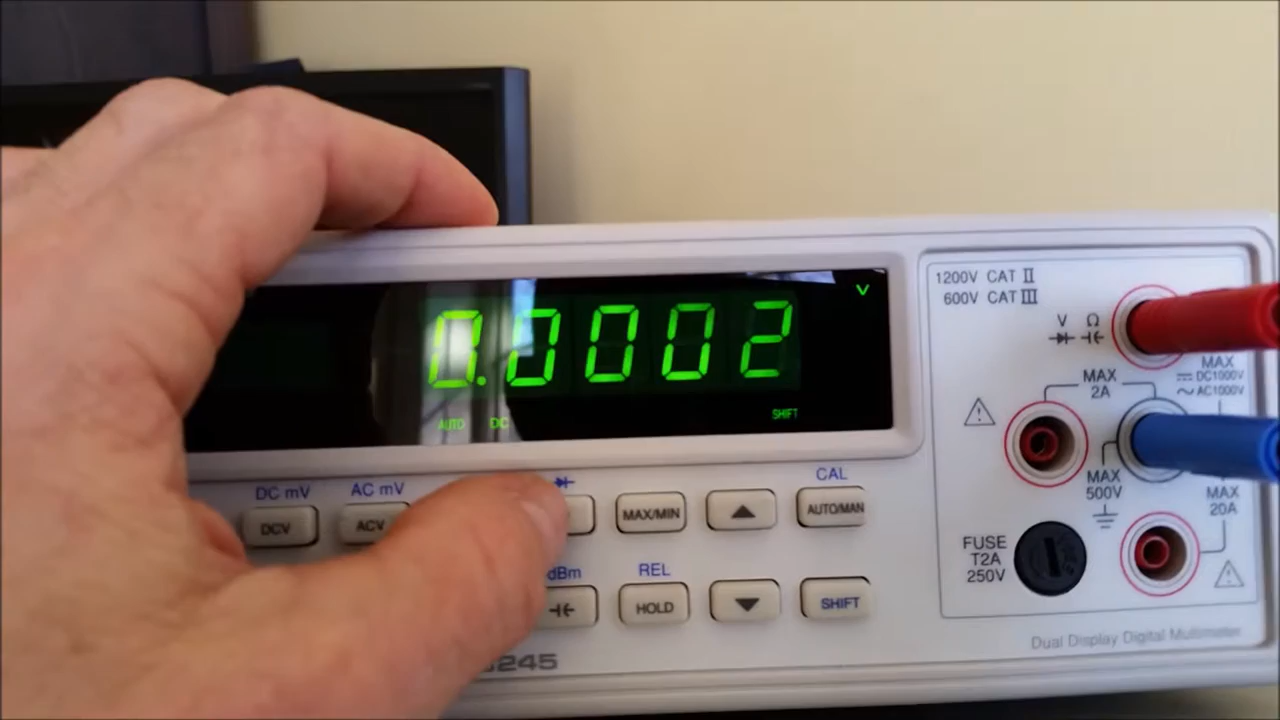 V
0.0002
AUTO DC SHIFT
DC mV AC mV CAL
DCV ACV MAX/MIN AUTO/MAN
dBm REL
HOLD SHIFT
245
1200V CAT II
600V CAT III
V Ω
MAX
DC1000V
AC1000V
MAX
2A
MAX
500V
MAX
20A
FUSE
T2A
250V
Dual Display Digital Multimeter